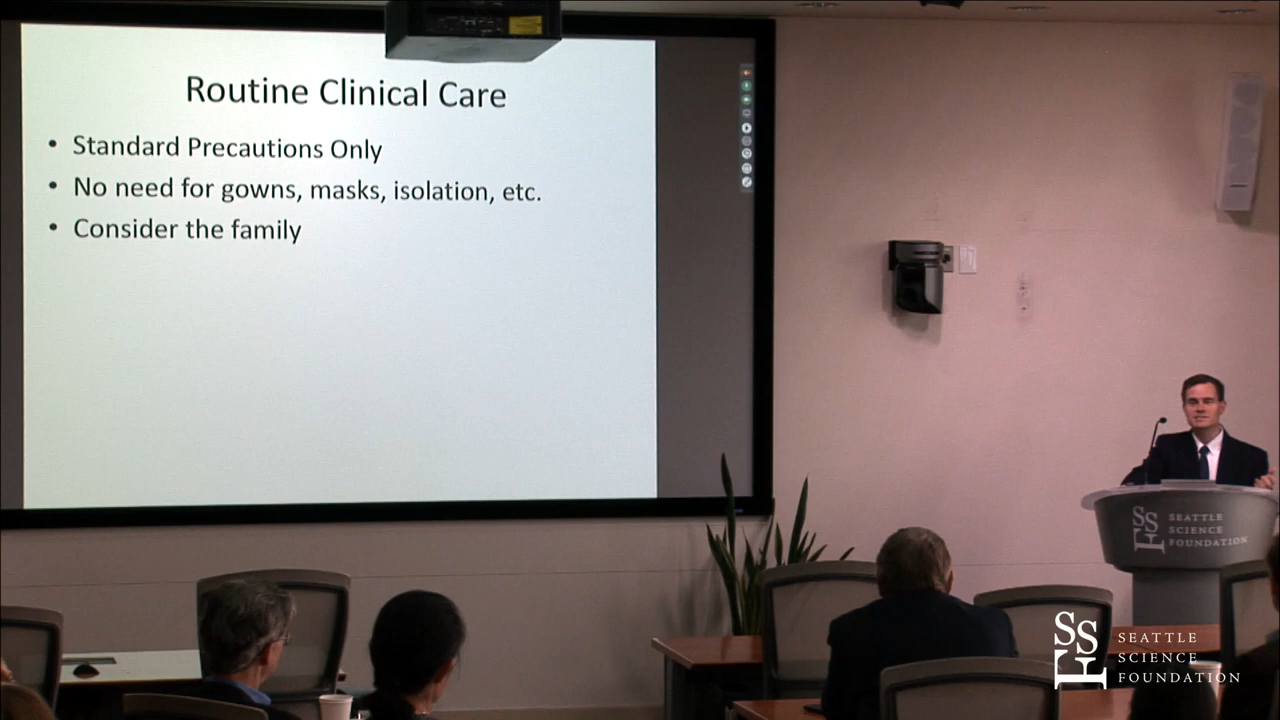 Routine Clinical Care
• Standard Precautions Only
• No need for gowns, masks, isolation, etc.
• Consider the family
SSF
SEATTLE
SCIENCE
FOUNDATION
SSF
SEATTLE
SCIENCE
FOUNDATION